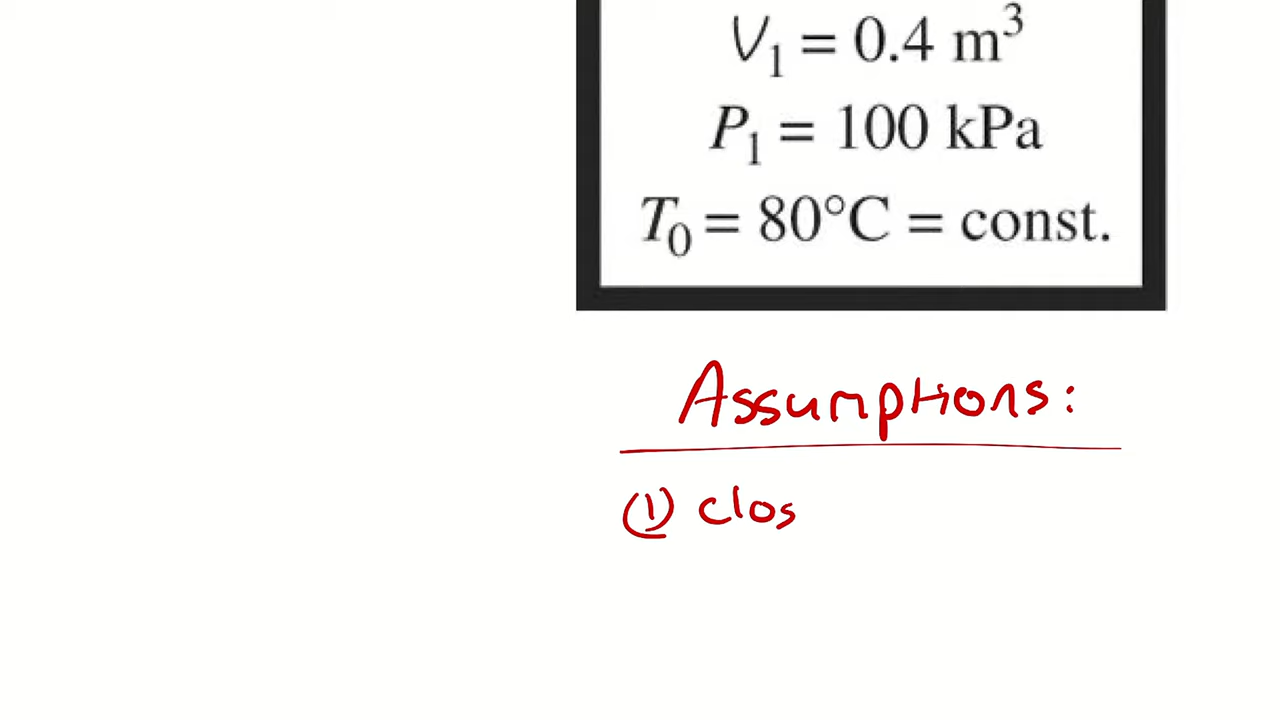 V₁ = 0.4 m³
P₁ = 100 kPa
T₀ = 80°C = const.
Assumptions:
① clos